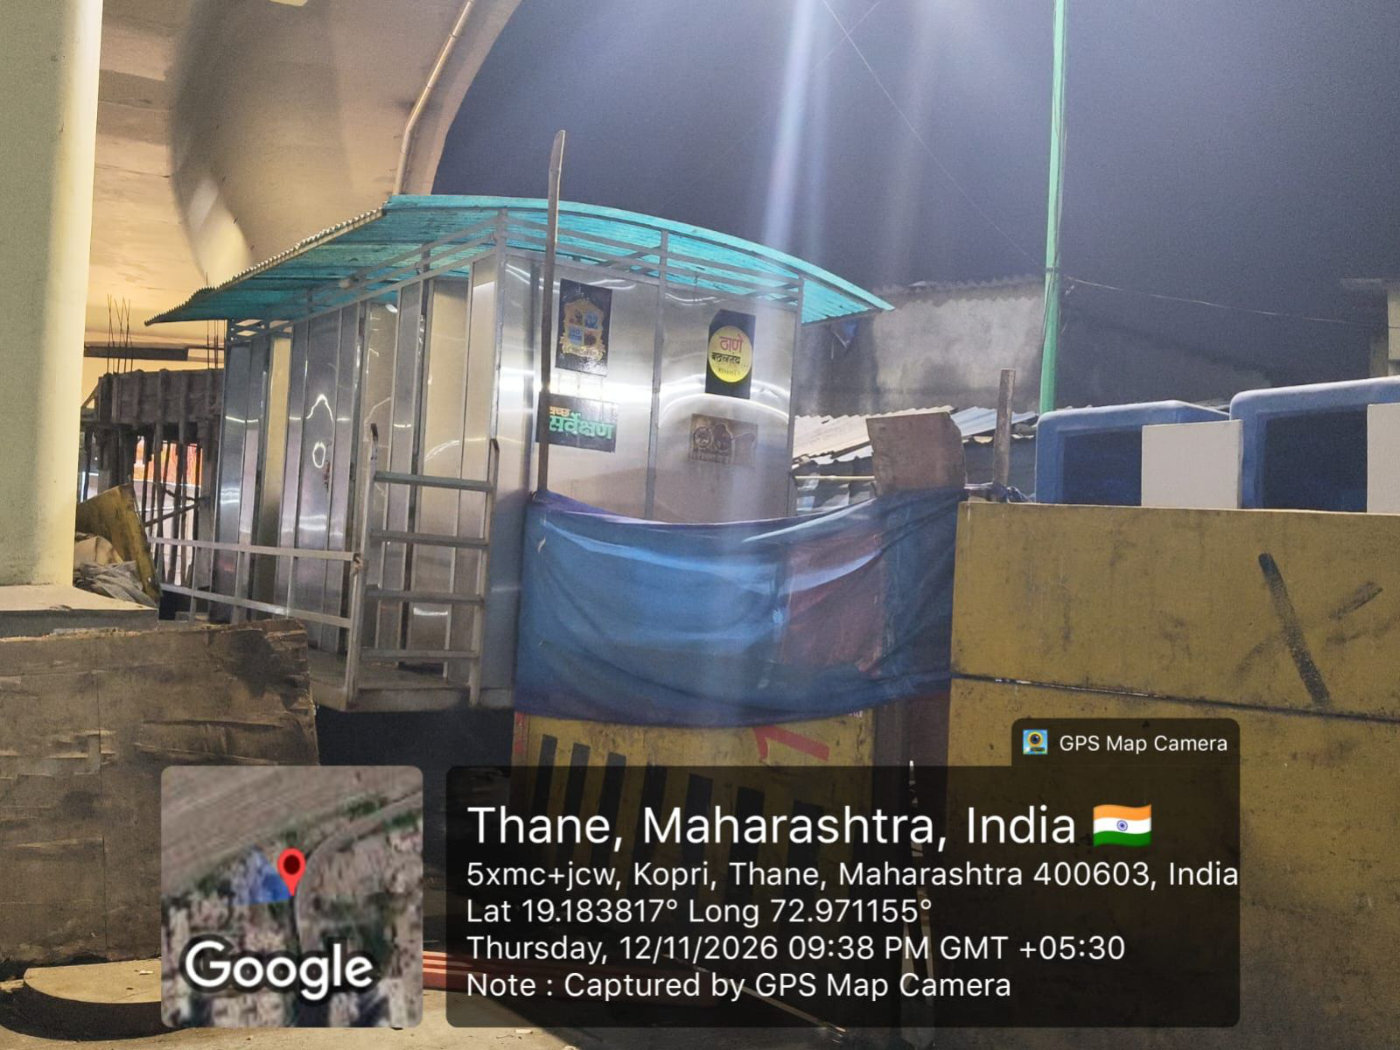 ठाणे
बदलतय
स्वच्छ
सर्वेक्षण
GPS Map Camera
Thane, Maharashtra, India
5xmc+jcw, Kopri, Thane, Maharashtra 400603, India
Lat 19.183817° Long 72.971155°
Thursday, 12/11/2026 09:38 PM GMT +05:30
Note : Captured by GPS Map Camera
Google